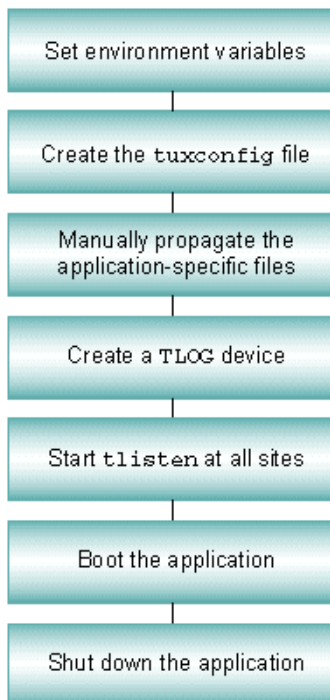 Set environment variables
Create the tuxconfig file
Manually propagate the
application-specific files
Create a TLOG device
Start tlisten at all sites
Boot the application
Shut down the application